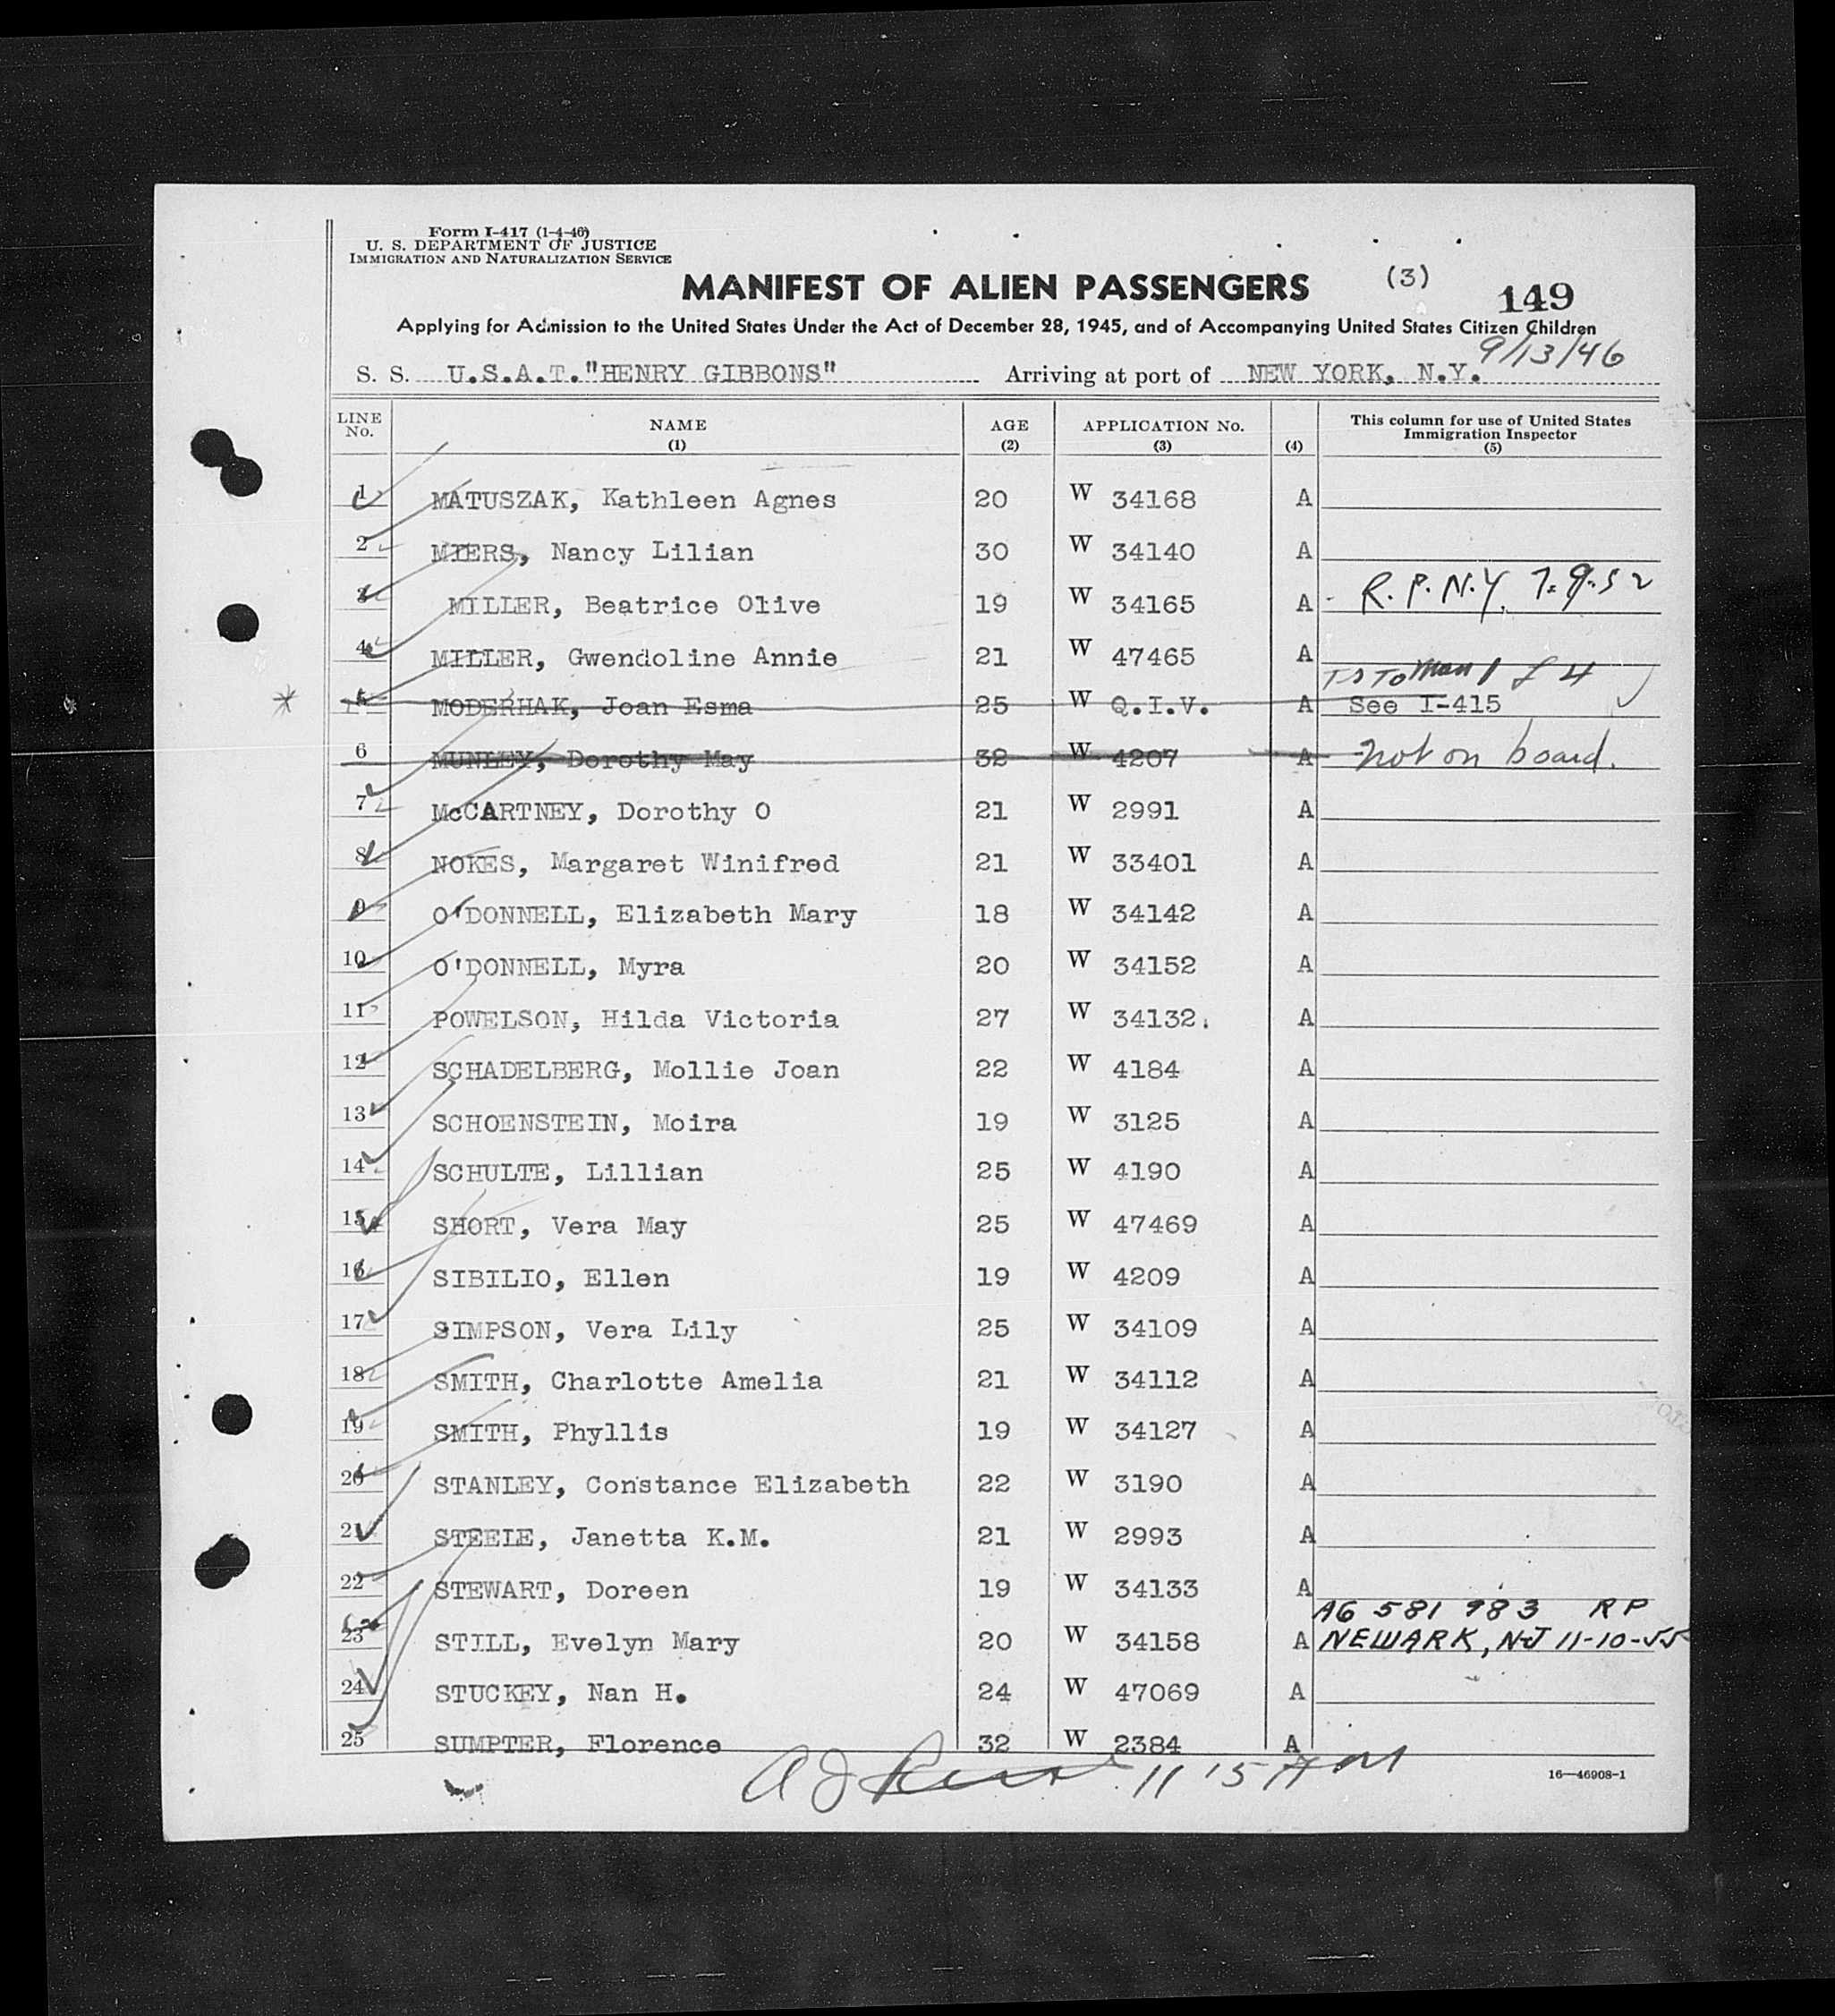 Form I-417 (1-4-46)
U. S. DEPARTMENT OF JUSTICE
IMMIGRATION AND NATURALIZATION SERVICE
MANIFEST OF ALIEN PASSENGERS (3) 149
Applying for Admission to the United States Under the Act of December 28, 1945, and of Accompanying United States Citizen Children
9/13/46
S. S. U.S.A.T."HENRY GIBBONS" Arriving at port of NEW YORK, N.Y.
LINE No. NAME (1) AGE (2) APPLICATION No. (3) (4) This column for use of United States Immigration Inspector (5)
1 MATUSZAK, Kathleen Agnes 20 W 34168 A
2 MIERS, Nancy Lilian 30 W 34140 A
3 MILLER, Beatrice Olive 19 W 34165 A R.P. N.Y. 7.9.52
4 MILLER, Gwendoline Annie 21 W 47465 A
5 MODERHAK, Joan Esma 25 W Q.I.V. A See I-415
6 MUNLEY, Dorothy May 32 W 4207 A not on board.
7 McCARTNEY, Dorothy O 21 W 2991 A
8 NOKES, Margaret Winifred 21 W 33401 A
9 O'DONNELL, Elizabeth Mary 18 W 34142 A
10 O'DONNELL, Myra 20 W 34152 A
11 POWELSON, Hilda Victoria 27 W 34132. A
12 SCHADELBERG, Mollie Joan 22 W 4184 A
13 SCHOENSTEIN, Moira 19 W 3125 A
14 SCHULTE, Lillian 25 W 4190 A
15 SHORT, Vera May 25 W 47469 A
16 SIBILIO, Ellen 19 W 4209 A
17 SIMPSON, Vera Lily 25 W 34109 A
18 SMITH, Charlotte Amelia 21 W 34112 A
19 SMITH, Phyllis 19 W 34127 A
20 STANLEY, Constance Elizabeth 22 W 3190 A
21 STEELE, Janetta K.M. 21 W 2993 A
22 STEWART, Doreen 19 W 34133 A
A6 581 983 RP
23 STILL, Evelyn Mary 20 W 34158 A NEWARK, NJ 11-10-55
24 STUCKEY, Nan H. 24 W 47069 A
25 SUMPTER, Florence 32 W 2384 A
11 15 AM
16—46908-1